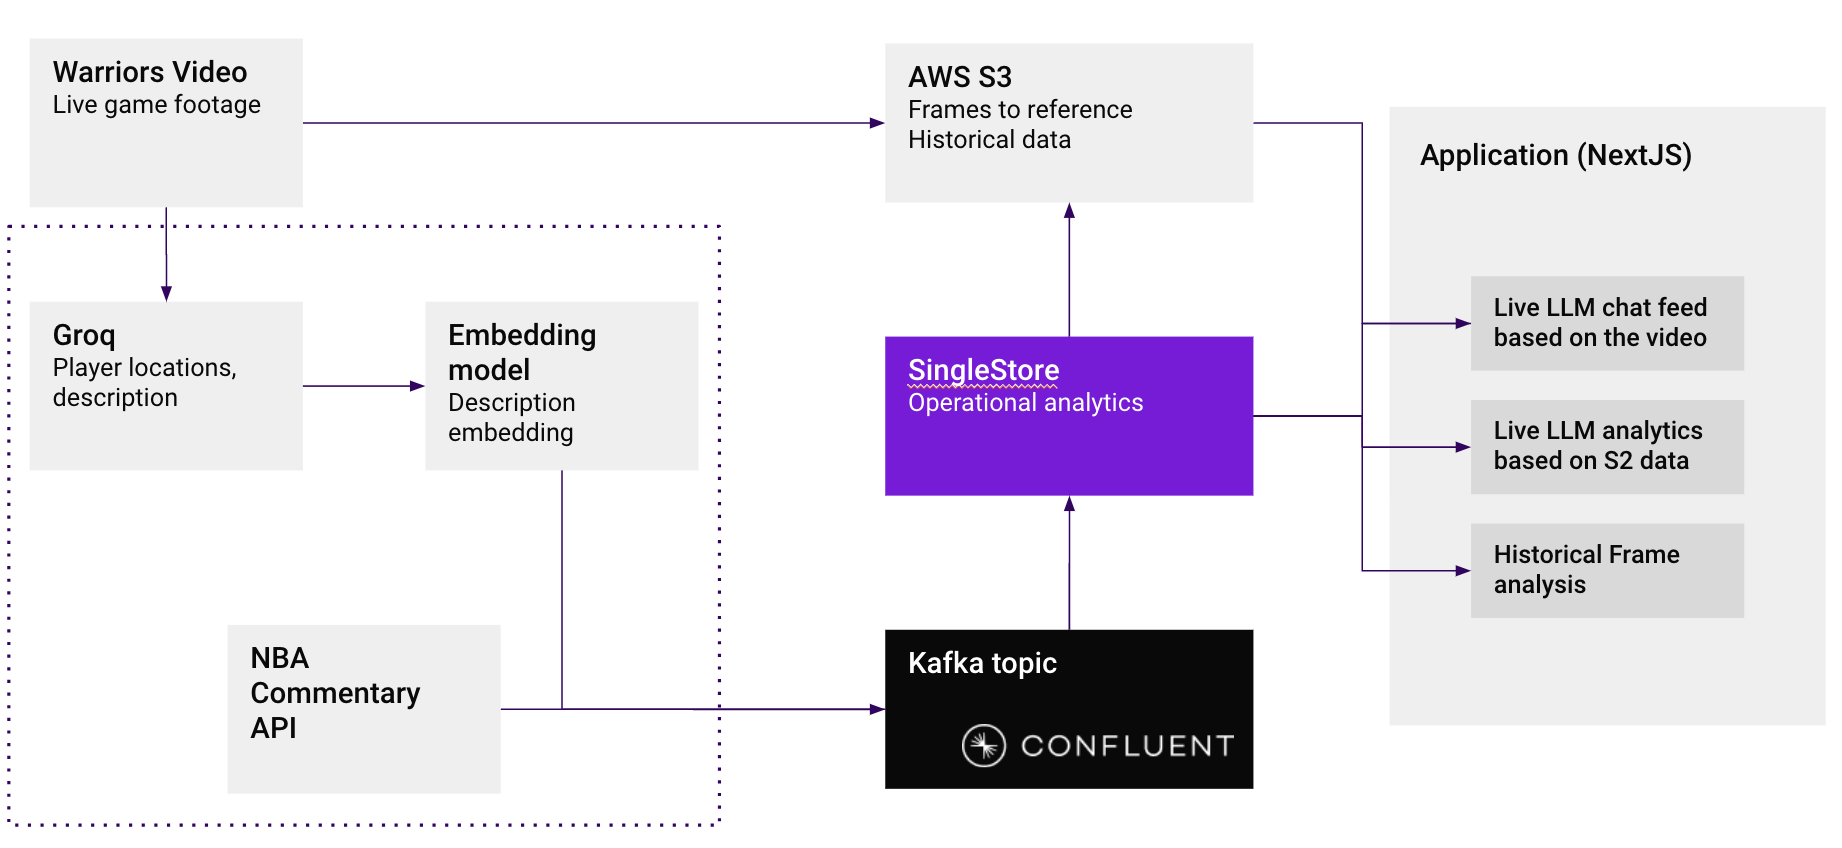 Warriors Video
Live game footage
AWS S3
Frames to reference
Historical data
Application (NextJS)
Groq
Player locations,
description
Embedding
model
Description
embedding
SingleStore
Operational analytics
Live LLM chat feed
based on the video
Live LLM analytics
based on S2 data
Historical Frame
analysis
NBA
Commentary
API
Kafka topic
CONFLUENT